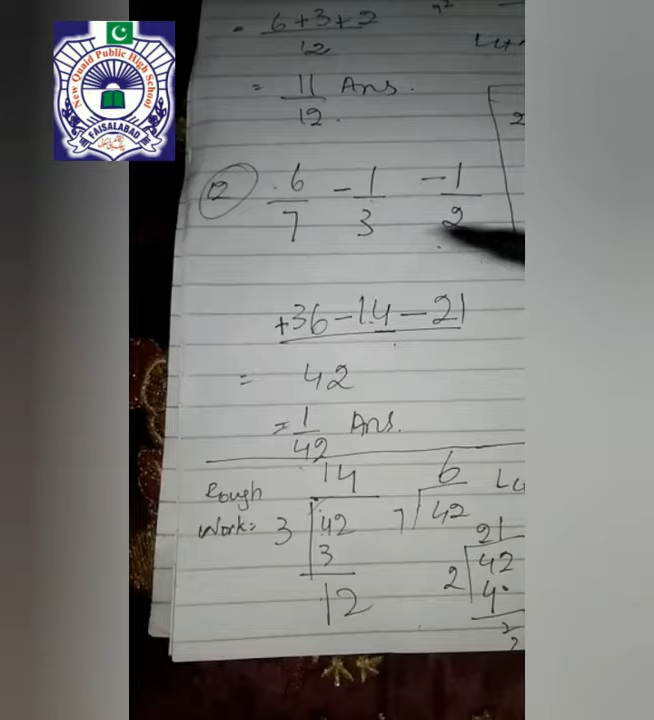 New Quaid Public High School
FAISALABAD
= 6+3+2
12
= 11 Ans.
12.
2 6 - 1 - 1
7 3 2
+36-14-21
= 42
= 1 Ans.
42
Rough
Work:
14
3 42
3
12
6
7 42
21
2 42
4
2
2